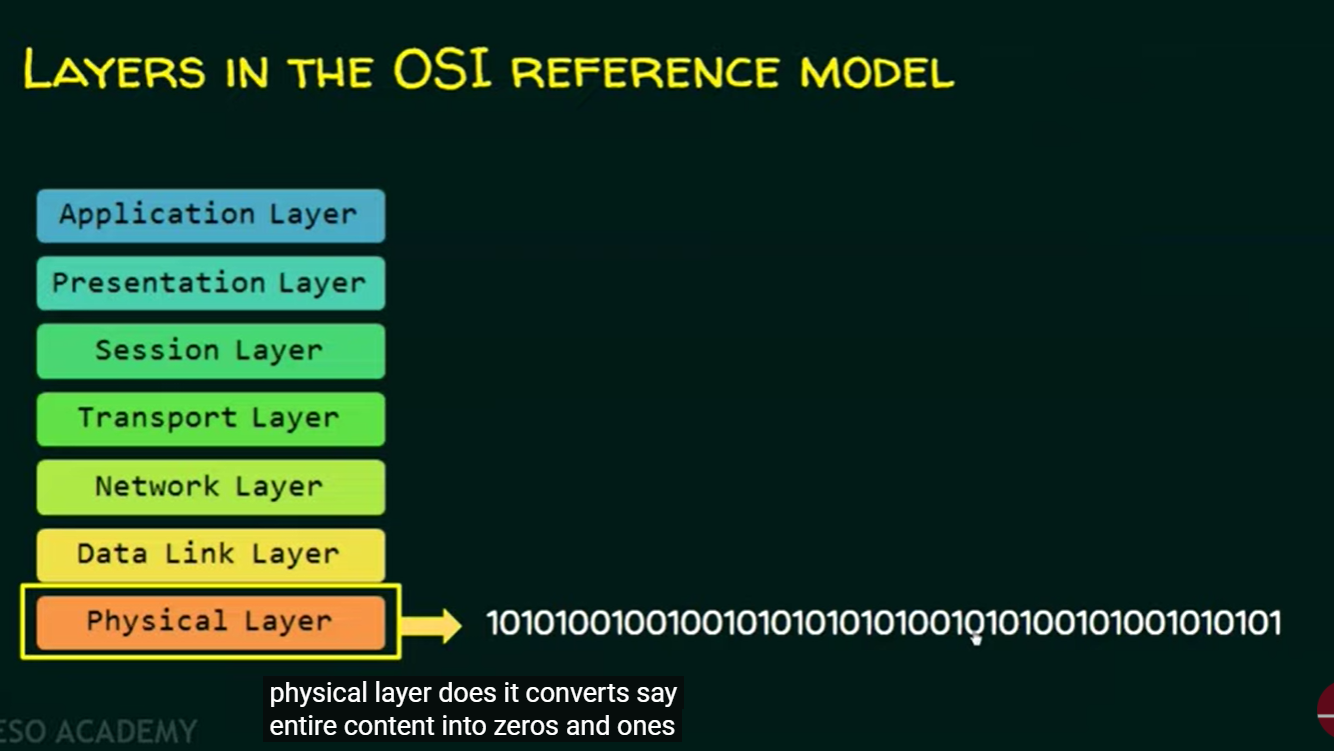 LAYERS IN THE OSI REFERENCE MODEL
Application Layer
Presentation Layer
Session Layer
Transport Layer
Network Layer
Data Link Layer
Physical Layer
10101001001001010101010101001010100101001010101
physical layer does it converts say
entire content into zeros and ones
ESO ACADEMY